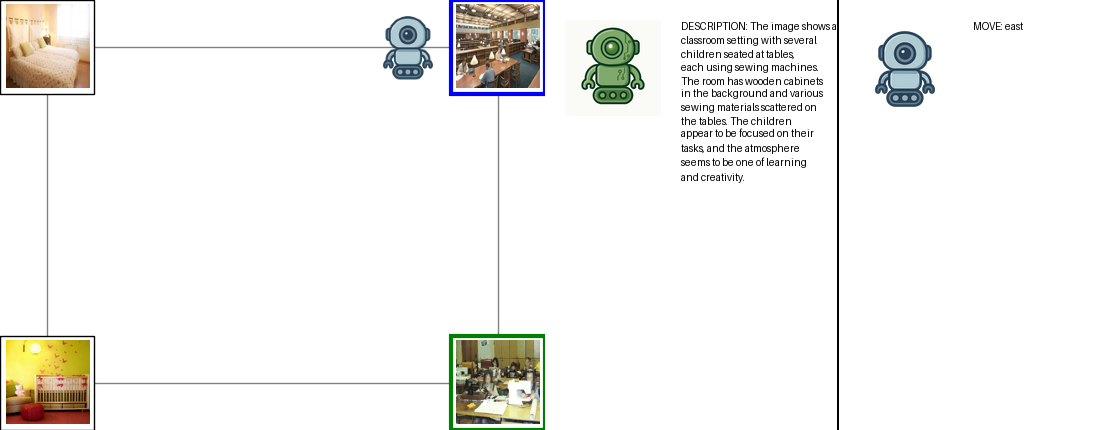 DESCRIPTION: The image shows a
classroom setting with several
children seated at tables,
each using sewing machines.
The room has wooden cabinets
in the background and various
sewing materials scattered on
the tables. The children
appear to be focused on their
tasks, and the atmosphere
seems to be one of learning
and creativity.
MOVE: east